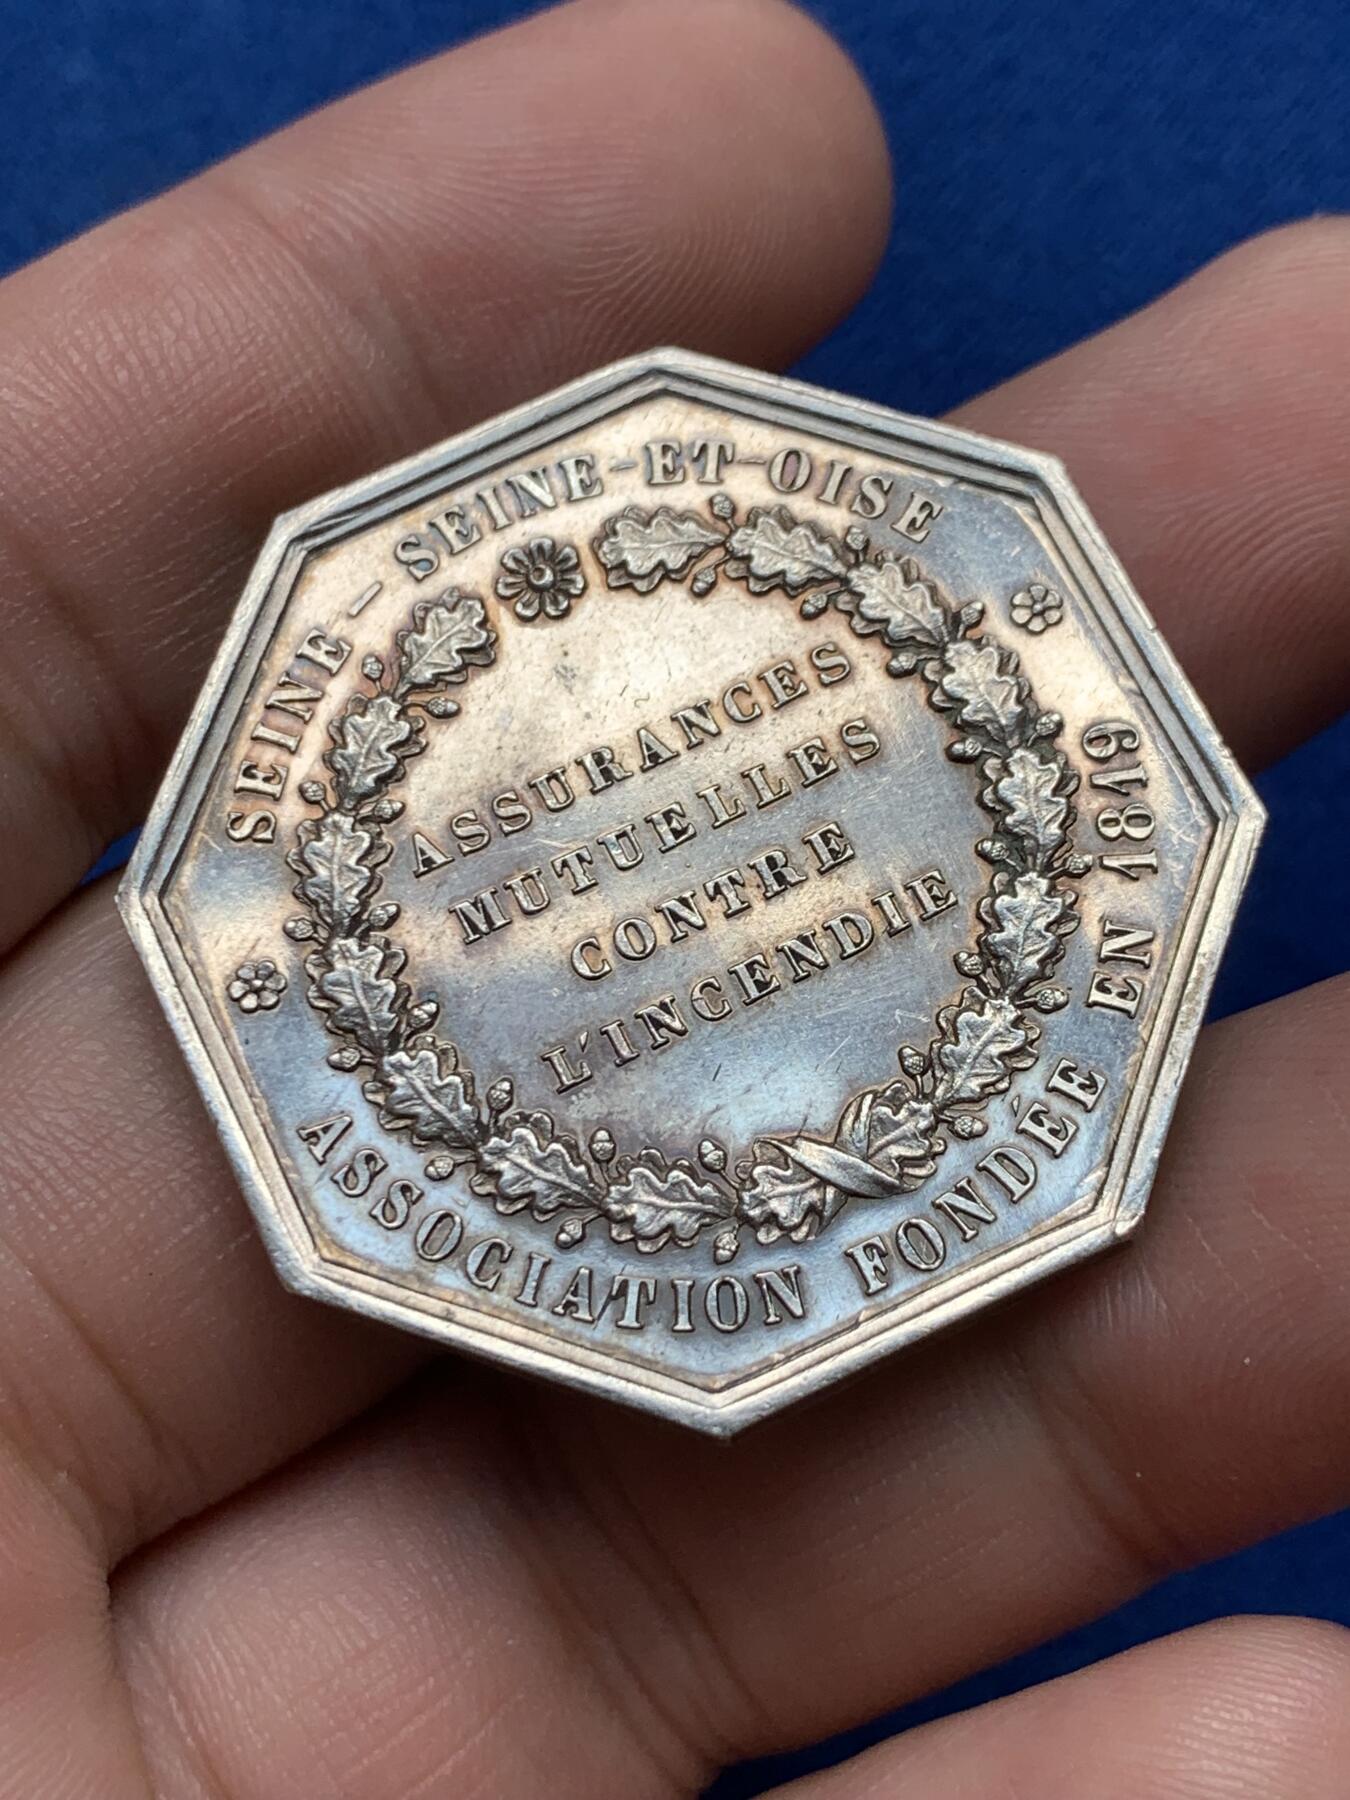 SEINE – SEINE-ET-OISE
ASSURANCES
MUTUELLES
CONTRE
L'INCENDIE
ASSOCIATION FONDÉE EN 1819